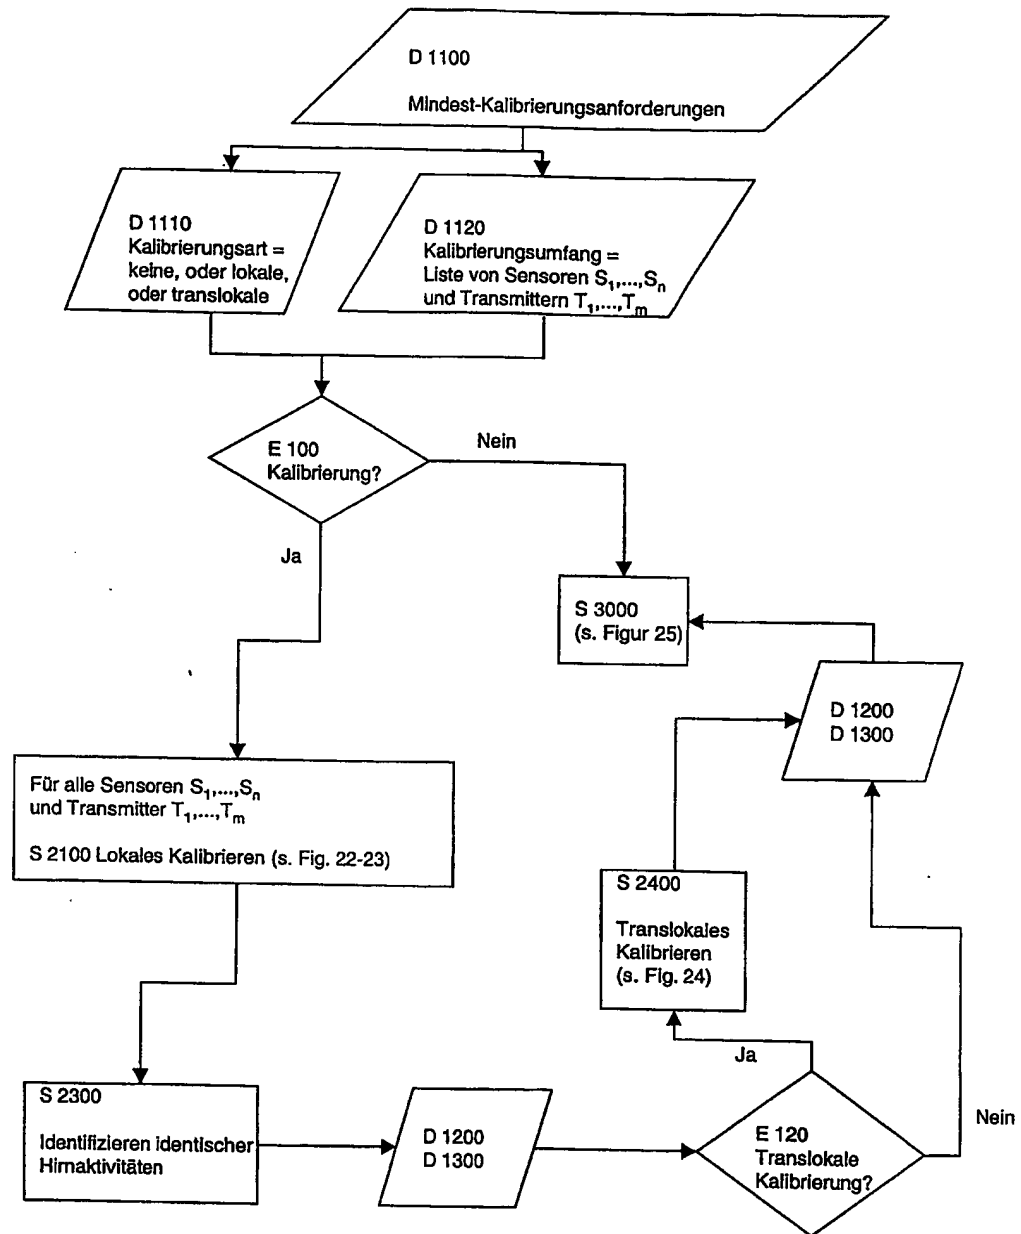 D 1100
Mindest-Kalibrierungsanforderungen
D 1110
Kalibrierungsart =
keine, oder lokale,
oder translokale
D 1120
Kalibrierungsumfang =
Liste von Sensoren S₁,...,Sₙ
und Transmittern T₁,...,Tₘ
E 100
Kalibrierung?
Nein
Ja
S 3000
(s. Figur 25)
D 1200
D 1300
Für alle Sensoren S₁,...,Sₙ
und Transmitter T₁,...,Tₘ
S 2100 Lokales Kalibrieren (s. Fig. 22-23)
S 2400
Translokales
Kalibrieren
(s. Fig. 24)
Ja
Nein
S 2300
Identifizieren identischer
Hirnaktivitäten
D 1200
D 1300
E 120
Translokale
Kalibrierung?